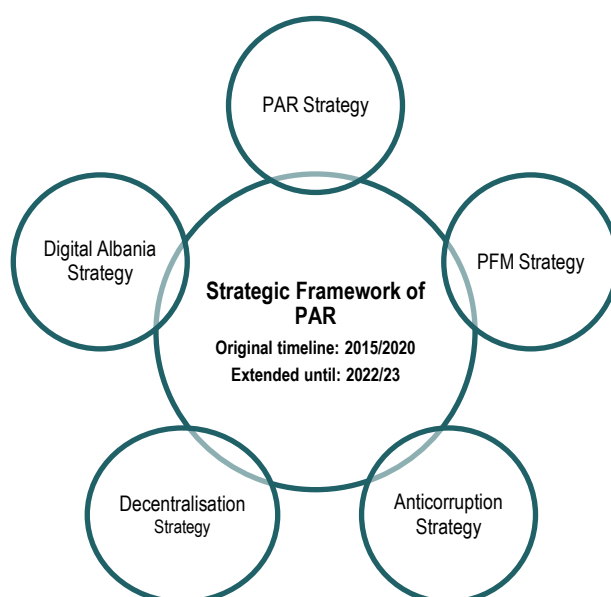 PAR Strategy
Digital Albania
Strategy
PFM Strategy
Strategic Framework of
PAR
Original timeline: 2015/2020
Extended until: 2022/23
Decentralisation
Strategy
Anticorruption
Strategy